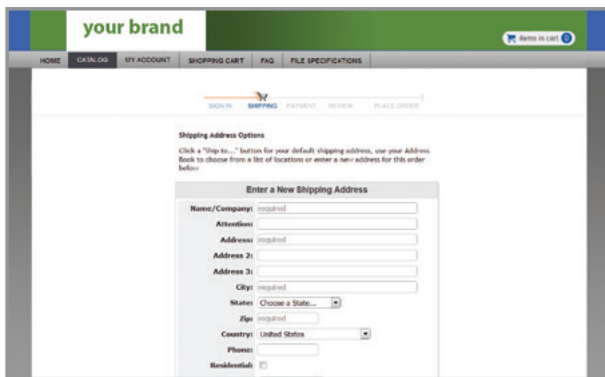 your brand
items in cart 0
HOME CATALOG MY ACCOUNT SHOPPING CART FAQ FILE SPECIFICATIONS
SIGN IN SHIPPING PAYMENT REVIEW PLACE ORDER
Shipping Address Options
Click a "Ship to..." button for your default shipping address, use your Address
Book to choose from a list of locations or enter a new address for this order
below
Enter a New Shipping Address
Name/Company: required
Attention:
Address: required
Address 2:
Address 3:
City: required
State: Choose a State...
Zip: required
Country: United States
Phone:
Residential: